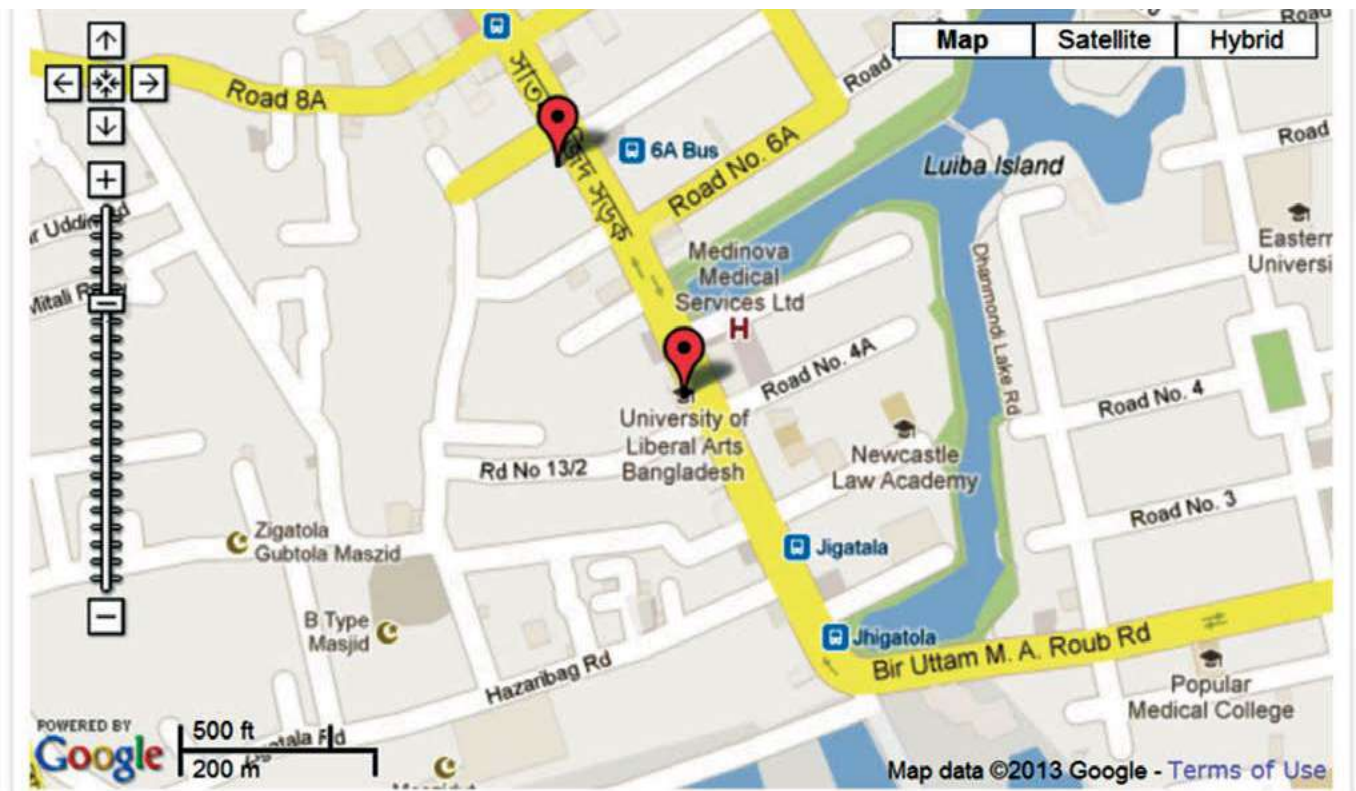 Road
Map
Satellite
Hybrid
Road 8A
Road
6A Bus
Road No. 6A
Luiba Island
Road
সড়ক
Medinova
Medical
Services Ltd
H
Eastern
Universi
Mitali R
Dhanmondi Lake Rd
Road No. 4A
Road No. 4
University of
Liberal Arts
Bangladesh
Newcastle
Law Academy
Rd No 13/2
Road No. 3
Zigatola
Gubtola Maszid
Jigatala
B Type
Masjid
Jhigatola
Bir Uttam M. A. Roub Rd
Hazaribag Rd
Popular
Medical College
POWERED BY
Google
500 ft
200 m
Map data ©2013 Google - Terms of Use